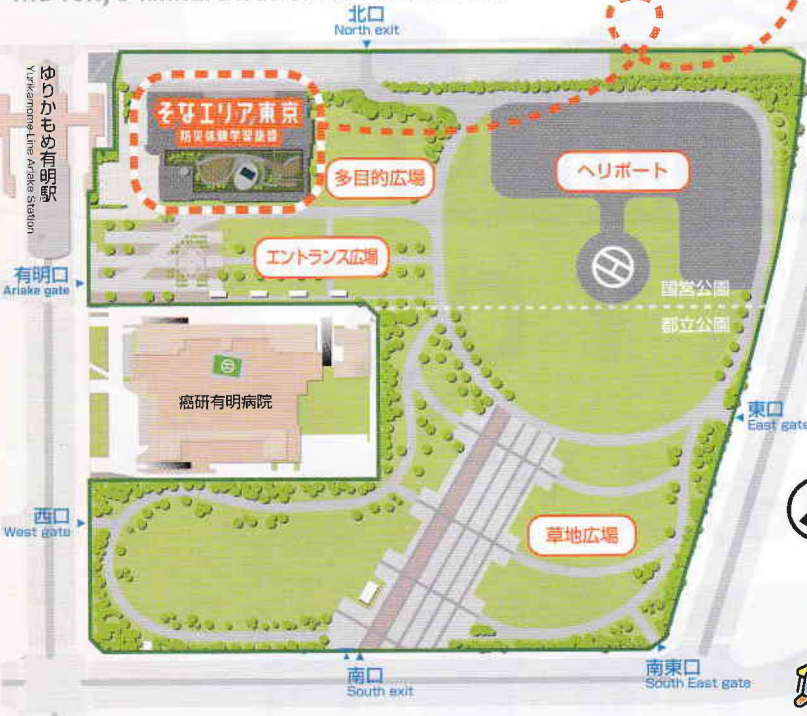 北口
North exit
ゆりかもめ有明駅
Yurikamome Line Ariake Station
そなエリア東京
防災体験学習施設
多目的広場
ヘリポート
エントランス広場
有明口
Ariake gate
国営公園
都立公園
癌研有明病院
東口
East gate
西口
West gate
草地広場
南口
South exit
南東口
South East gate